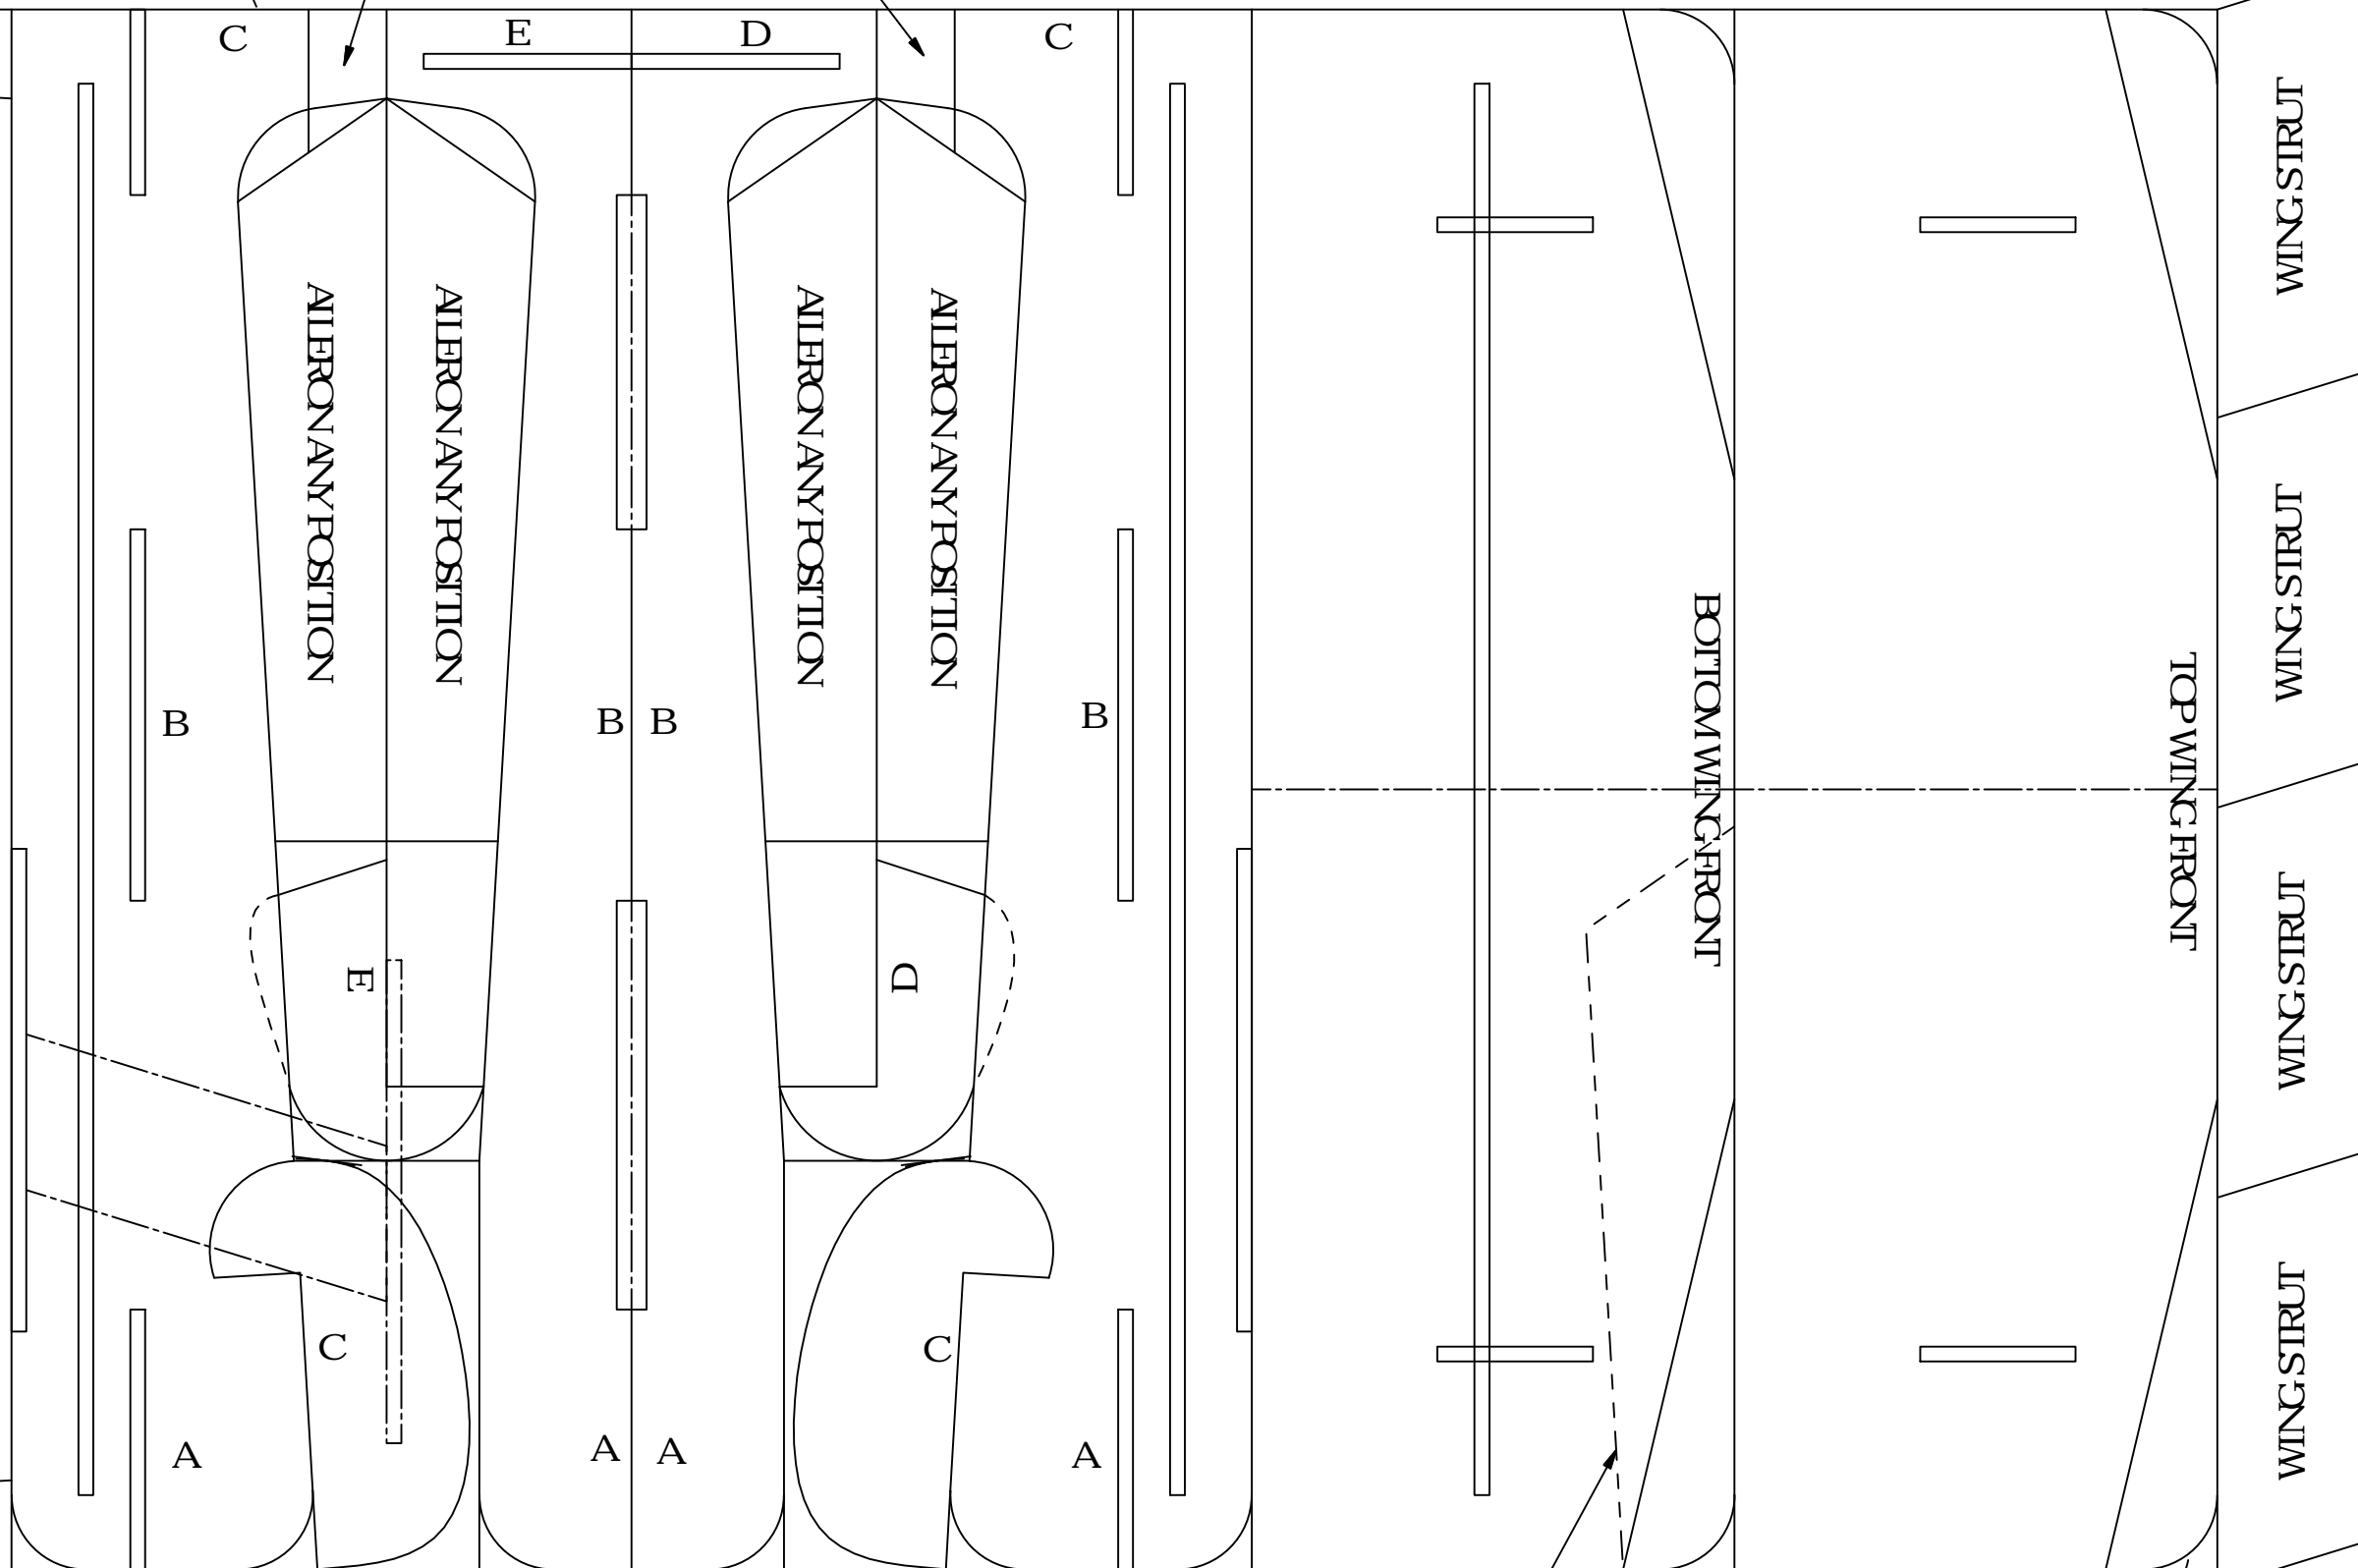 C
E
D
C
AILERON ANY POSITION
AILERON ANY POSITION
AILERON ANY POSITION
AILERON ANY POSITION
WING STRUT
WING STRUT
WING STRUT
WING STRUT
BOTTOM WING FRONT
TOP WING FRONT
B
B
B
B
E
D
C
C
A
A
A
A